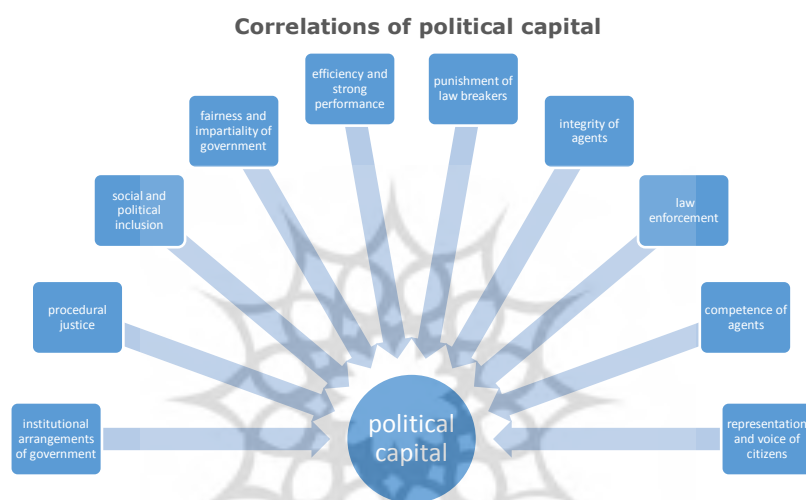 Correlations of political capital
efficiency and
strong
performance
punishment of
law breakers
fairness and
impartiality of
government
integrity of
agents
social and
political
inclusion
law
enforcement
procedural
justice
competence of
agents
institutional
arrangements
of government
political
capital
representation
and voice of
citizens